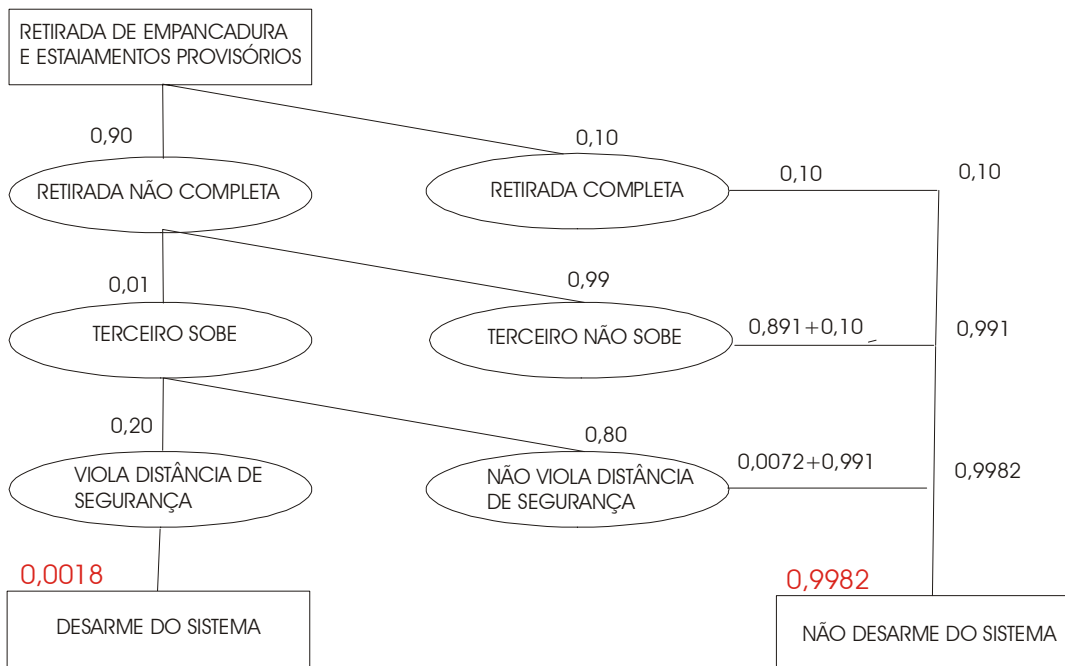 RETIRADA DE EMPANCADURA
E ESTAIAMENTOS PROVISÓRIOS
0,90
0,10
RETIRADA NÃO COMPLETA
RETIRADA COMPLETA
0,10
0,10
0,01
0,99
TERCEIRO SOBE
TERCEIRO NÃO SOBE
0,891+0,10
0,991
0,20
0,80
VIOLA DISTÂNCIA DE
SEGURANÇA
NÃO VIOLA DISTÂNCIA
DE SEGURANÇA
0,0072+0,991
0,9982
0,0018
0,9982
DESARME DO SISTEMA
NÃO DESARME DO SISTEMA